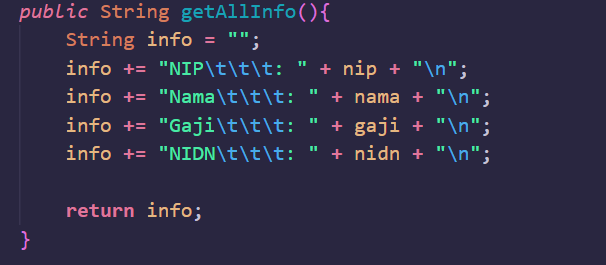 public String getAllInfo(){
    String info = "";
    info += "NIP\t\t\t: " + nip + "\n";
    info += "Nama\t\t\t: " + nama + "\n";
    info += "Gaji\t\t\t: " + gaji + "\n";
    info += "NIDN\t\t\t: " + nidn + "\n";

    return info;
}